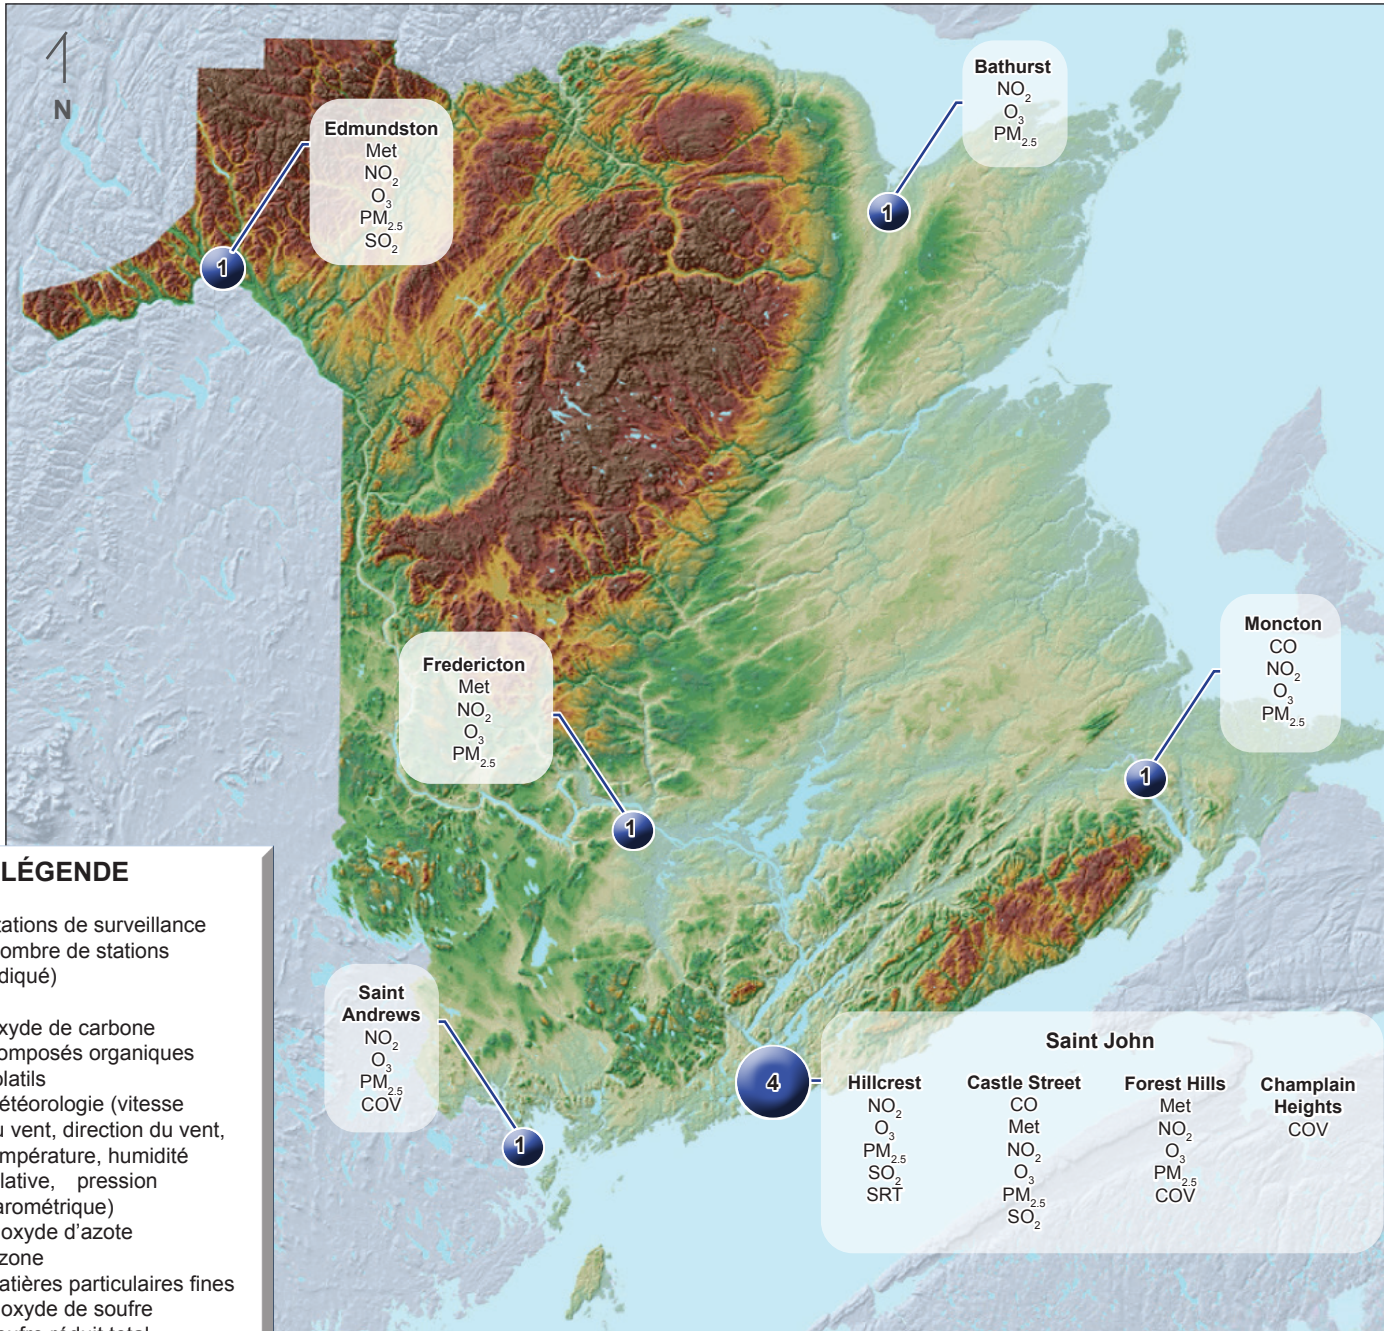 N
Edmundston
Met
NO2
O3
PM2.5
SO2
1
Bathurst
NO2
O3
PM2.5
1
Fredericton
Met
NO2
O3
PM2.5
1
Moncton
CO
NO2
O3
PM2.5
1
Saint
Andrews
NO2
O3
PM2.5
COV
1
4
Saint John
Hillcrest
NO2
O3
PM2.5
SO2
SRT
Castle Street
CO
Met
NO2
O3
PM2.5
SO2
Forest Hills
Met
NO2
O3
PM2.5
COV
Champlain
Heights
COV
LÉGENDE
tations de surveillance
ombre de stations
diqué)
xyde de carbone
omposés organiques
latils
étéorologie (vitesse
u vent, direction du vent,
mpérature, humidité
lative, pression
arométrique)
oxyde d'azote
zone
atières particulaires fines
oxyde de soufre